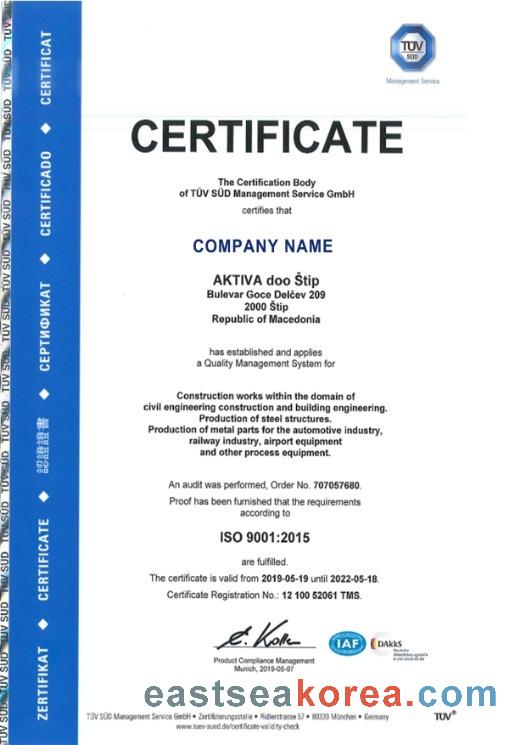 TÜV
SÜD
Management Service
CERTIFICATE
The Certification Body
of TÜV SÜD Management Service GmbH
certifies that
COMPANY NAME
AKTIVA doo Štip
Bulevar Goce Delčev 209
2000 Štip
Republic of Macedonia
has established and applies
a Quality Management System for
Construction works within the domain of
civil engineering construction and building engineering.
Production of steel structures.
Production of metal parts for the automotive industry,
railway industry, airport equipment
and other process equipment.
An audit was performed, Order No. 707057680.
Proof has been furnished that the requirements
according to
ISO 9001:2015
are fulfilled.
The certificate is valid from 2019-05-19 until 2022-05-18.
Certificate Registration No.: 12 100 52061 TMS.
Product Compliance Management
Munich, 2019-05-07
IAF
DAkkS
eastseakorea.com
TÜV SÜD Management Service GmbH • Zertifizierungsstelle • Ridlerstrasse 57 • 80339 München • Germany
www.tuev-sued.de/certificate-validity-check
TÜV®
ZERTIFIKAT ◆ CERTIFICATE ◆ 認證證書 ◆ СЕРТИФИКАТ ◆ CERTIFICADO ◆ CERTIFICAT
TÜV SÜD TÜV SÜD TÜV SÜD TÜV SÜD TÜV SÜD TÜV SÜD TÜV SÜD